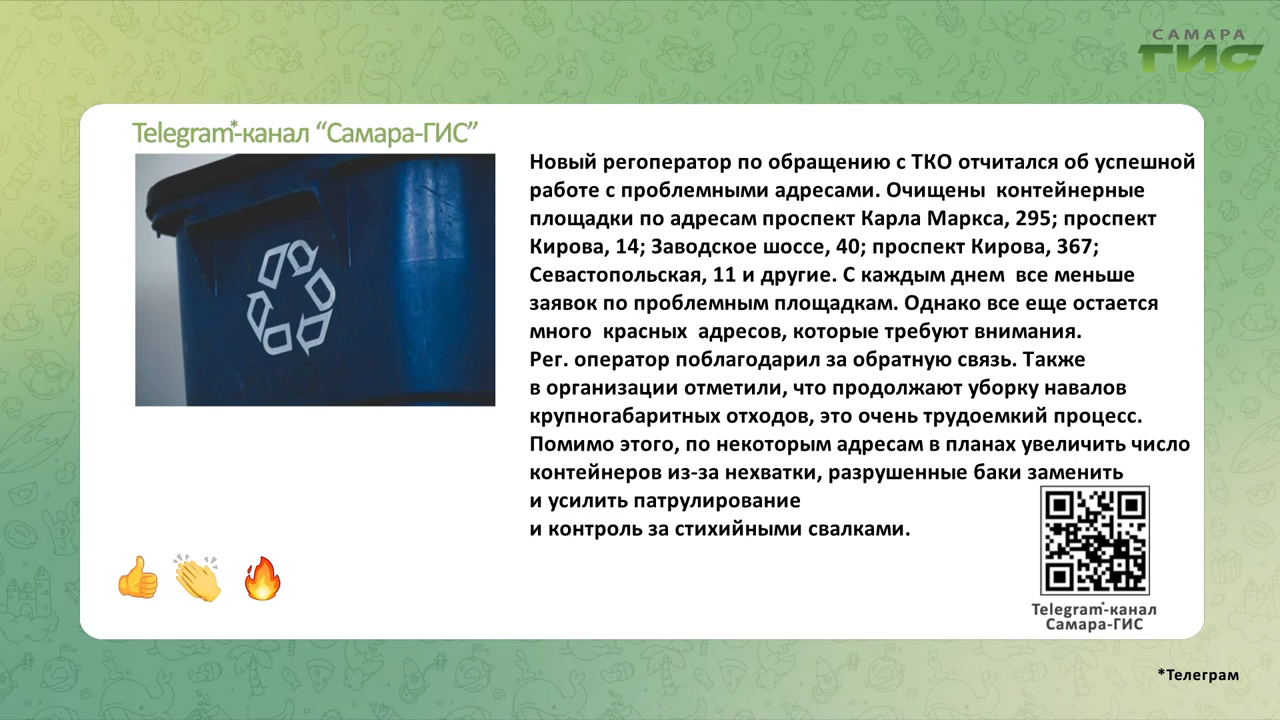 САМАРА
ГИС
Telegram*-канал “Самара-ГИС”
Новый регоператор по обращению с ТКО отчитался об успешной
работе с проблемными адресами. Очищены контейнерные
площадки по адресам проспект Карла Маркса, 295; проспект
Кирова, 14; Заводское шоссе, 40; проспект Кирова, 367;
Севастопольская, 11 и другие. С каждым днем все меньше
заявок по проблемным площадкам. Однако все еще остается
много красных адресов, которые требуют внимания.
Рег. оператор поблагодарил за обратную связь. Также
в организации отметили, что продолжают уборку навалов
крупногабаритных отходов, это очень трудоемкий процесс.
Помимо этого, по некоторым адресам в планах увеличить число
контейнеров из-за нехватки, разрушенные баки заменить
и усилить патрулирование
и контроль за стихийными свалками.
Telegram*-канал
Самара-ГИС
*Телеграм